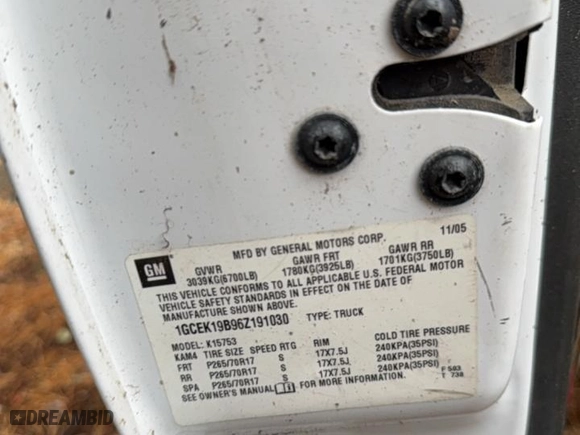 MFD BY GENERAL MOTORS CORP. 11/05
GM
GVWR GAWR FRT GAWR RR
3039KG(6700LB) 1780KG(3925LB) 1701KG(3750LB)
THIS VEHICLE CONFORMS TO ALL APPLICABLE U.S. FEDERAL MOTOR
VEHICLE SAFETY STANDARDS IN EFFECT ON THE DATE OF
MANUFACTURE SHOWN ABOVE.
1GCEK19B96Z191030 TYPE: TRUCK
MODEL: K15753
KAM4 TIRE SIZE SPEED RTG RIM COLD TIRE PRESSURE
FRT P265/70R17 S 17X7.5J 240KPA(35PSI)
RR P265/70R17 S 17X7.5J 240KPA(35PSI)
SPA P265/70R17 S 17X7.5J 240KPA(35PSI)
SEE OWNER'S MANUAL FOR MORE INFORMATION.
F 583
T 738
DREAMBID